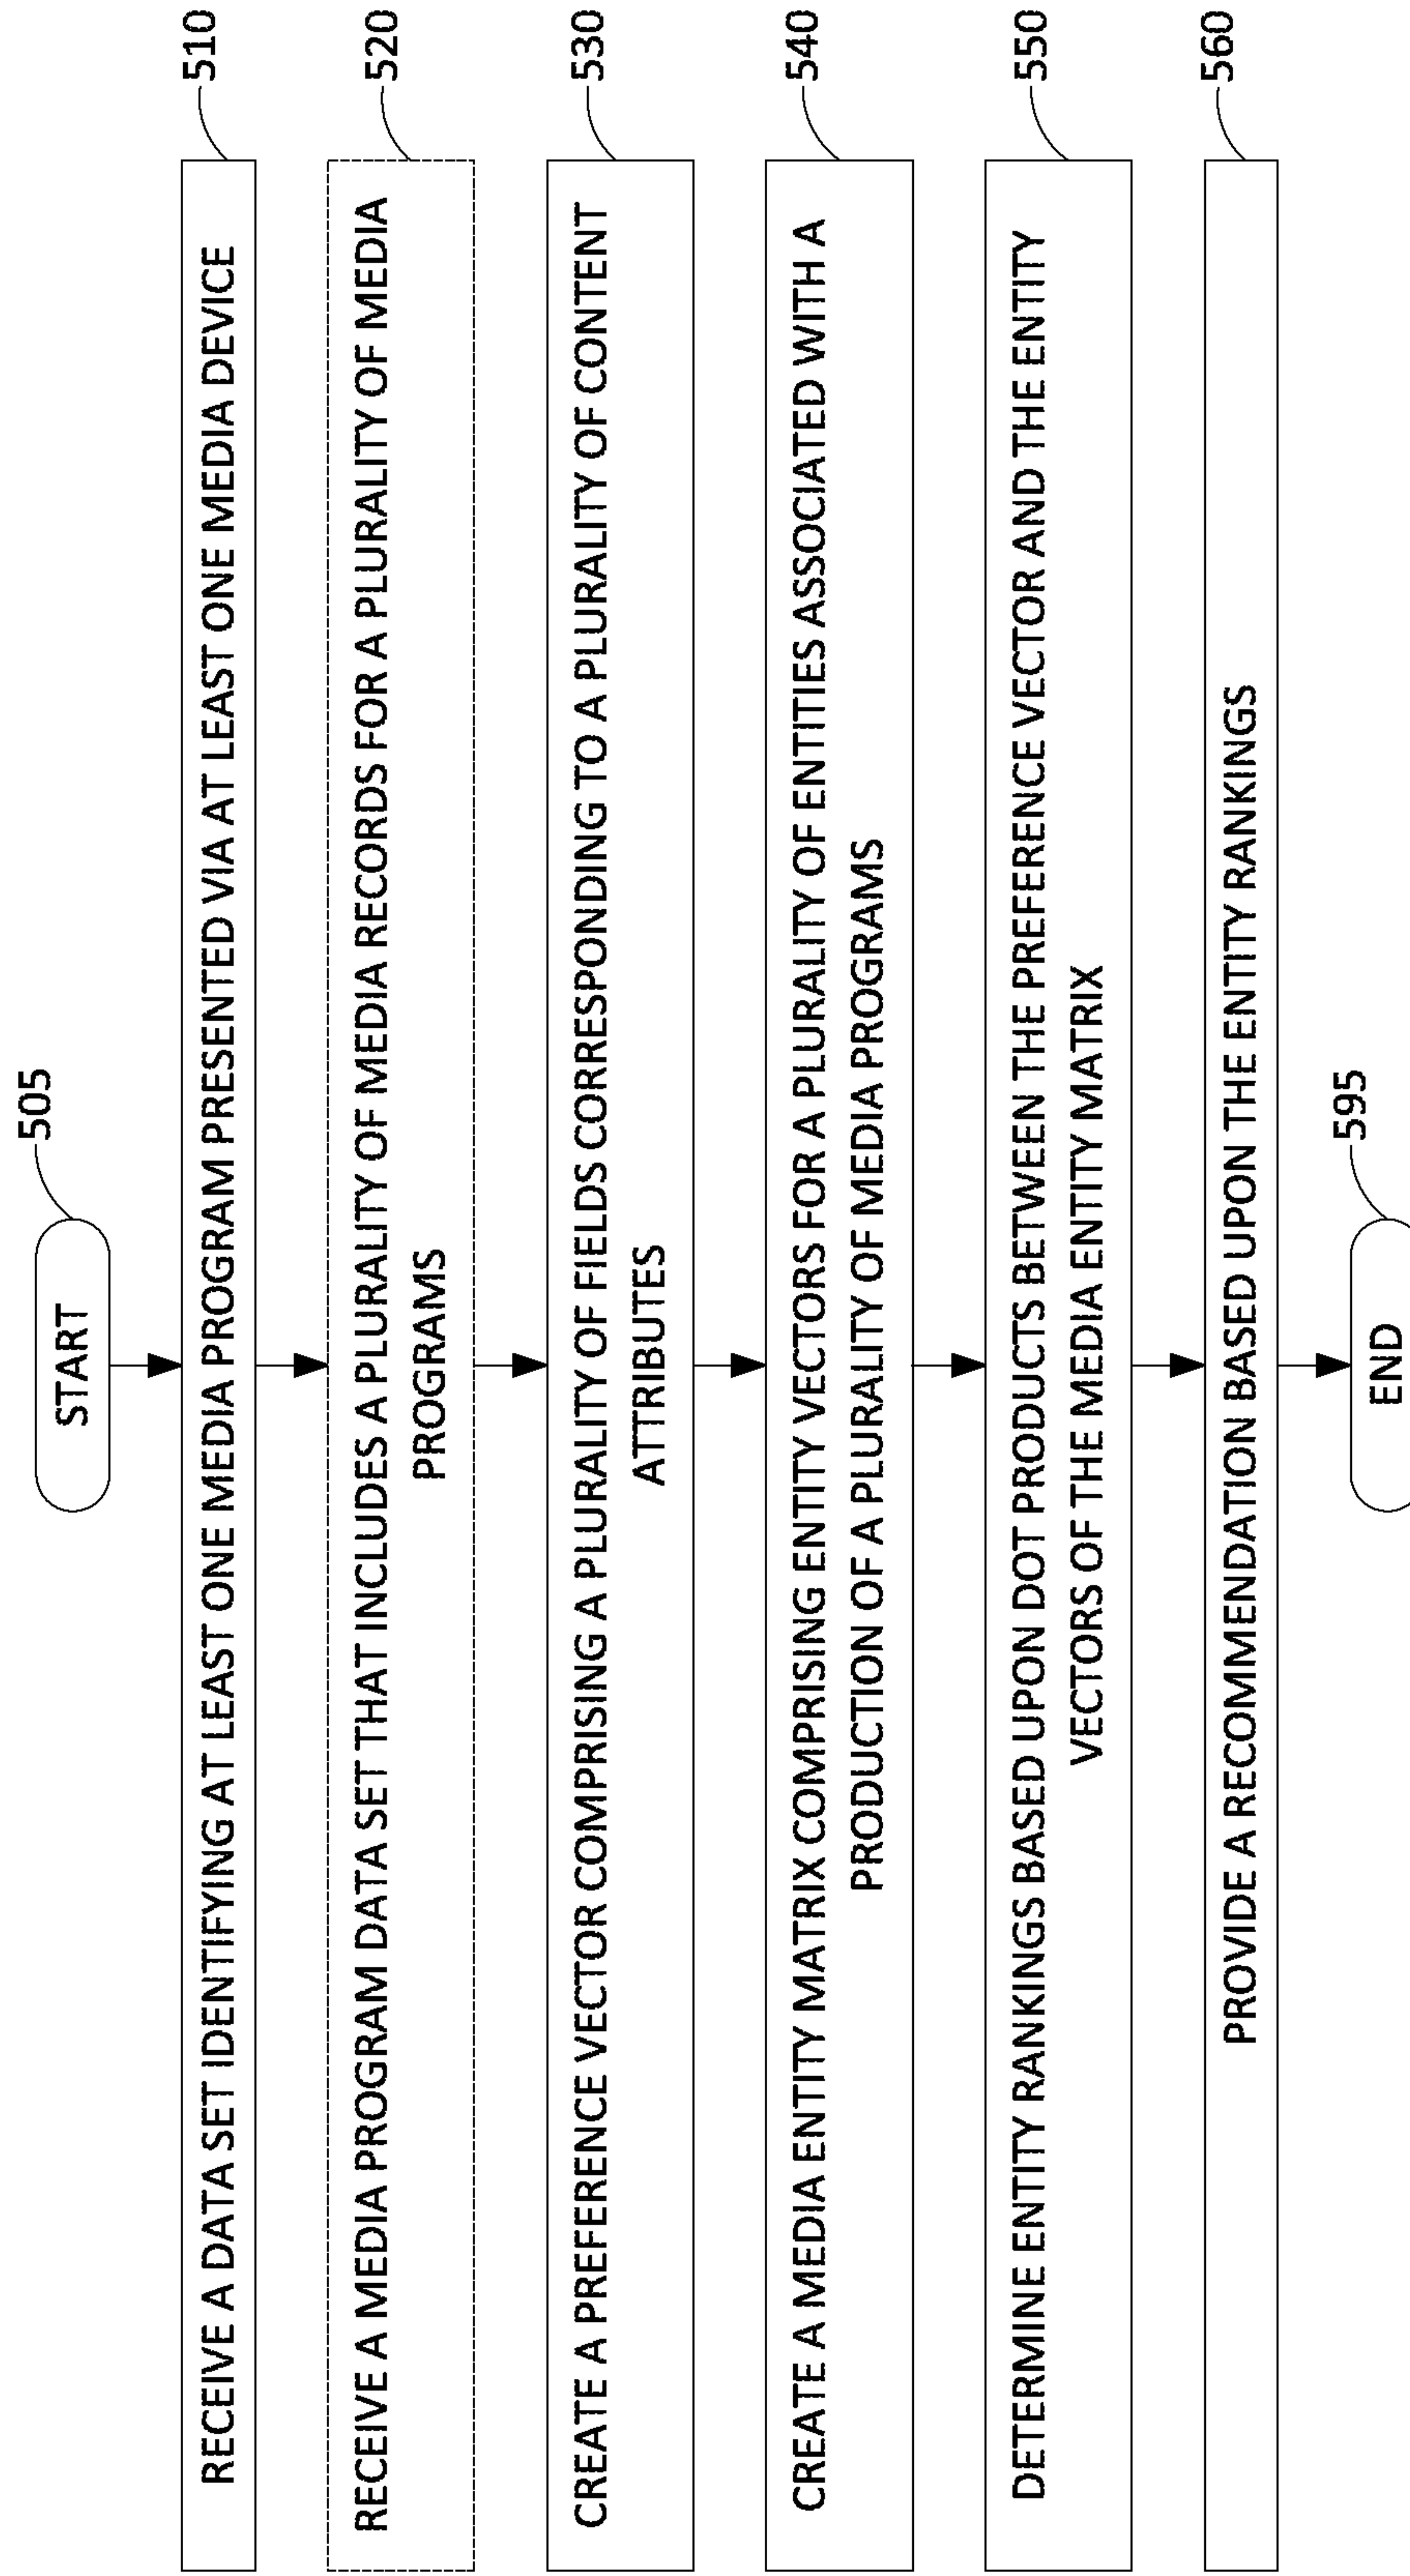 505
START
510
RECEIVE A DATA SET IDENTIFYING AT LEAST ONE MEDIA PROGRAM PRESENTED VIA AT LEAST ONE MEDIA DEVICE
520
RECEIVE A MEDIA PROGRAM DATA SET THAT INCLUDES A PLURALITY OF MEDIA RECORDS FOR A PLURALITY OF MEDIA
PROGRAMS
530
CREATE A PREFERENCE VECTOR COMPRISING A PLURALITY OF FIELDS CORRESPONDING TO A PLURALITY OF CONTENT
ATTRIBUTES
540
CREATE A MEDIA ENTITY MATRIX COMPRISING ENTITY VECTORS FOR A PLURALITY OF ENTITIES ASSOCIATED WITH A
PRODUCTION OF A PLURALITY OF MEDIA PROGRAMS
550
DETERMINE ENTITY RANKINGS BASED UPON DOT PRODUCTS BETWEEN THE PREFERENCE VECTOR AND THE ENTITY
VECTORS OF THE MEDIA ENTITY MATRIX
560
PROVIDE A RECOMMENDATION BASED UPON THE ENTITY RANKINGS
595
END